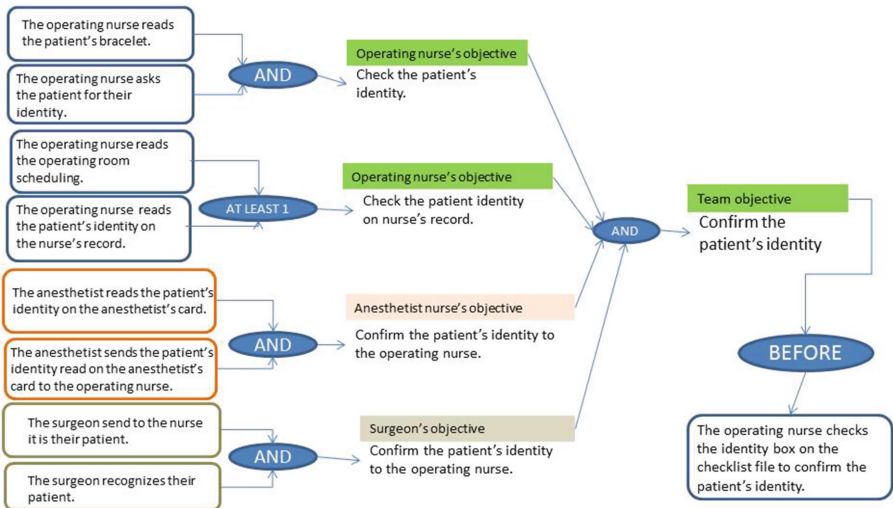 The operating nurse reads
the patient's bracelet.
The operating nurse asks
the patient for their
identity.
AND
Operating nurse's objective
Check the patient's
identity.
The operating nurse reads
the operating room
scheduling.
The operating nurse reads
the patient's identity on
the nurse's record.
AT LEAST 1
Operating nurse's objective
Check the patient identity
on nurse's record.
The anesthetist reads the patient's
identity on the anesthetist's card.
The anesthetist sends the patient's
identity read on the anesthetist's
card to the operating nurse.
AND
Anesthetist nurse's objective
Confirm the patient's identity to
the operating nurse.
The surgeon send to the nurse
it is their patient.
The surgeon recognizes their
patient.
AND
Surgeon's objective
Confirm the patient's identity
to the operating nurse.
AND
Team objective
Confirm the
patient's identity
BEFORE
The operating nurse checks
the identity box on the
checklist file to confirm the
patient's identity.